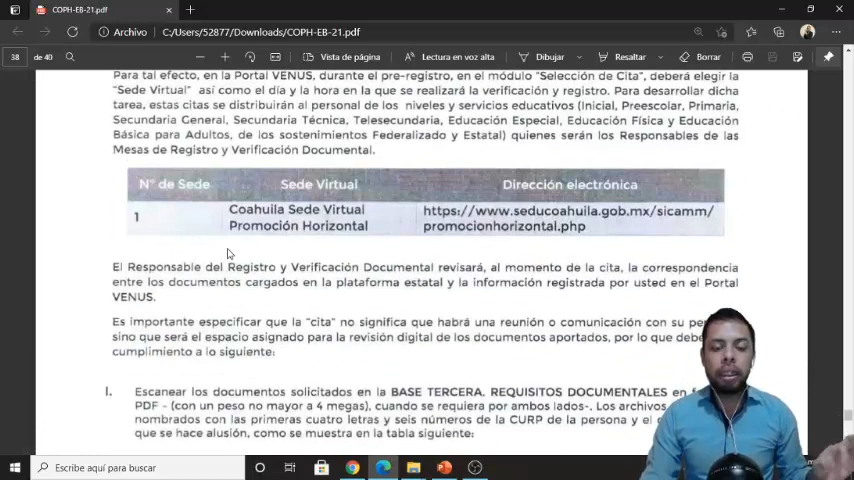 COPH-EB-21.pdf
Archivo
C:/Users/52877/Downloads/COPH-EB-21.pdf
38
de 40
Vista de página
Lectura en voz alta
Dibujar
Resaltar
Borrar
Para tal efecto, en la Portal VENUS, durante el pre-registro, en el módulo "Selección de Cita", deberá elegir la
"Sede Virtual" así como el día y la hora en la que se realizará la verificación y registro. Para desarrollar dicha
tarea, estas citas se distribuirán al personal de los niveles y servicios educativos (Inicial, Preescolar, Primaria,
Secundaria General, Secundaria Técnica, Telesecundaria, Educación Especial, Educación Física y Educación
Básica para Adultos, de los sostenimientos Federalizado y Estatal) quienes serán los Responsables de las
Mesas de Registro y Verificación Documental.
N° de Sede
Sede Virtual
Dirección electrónica
1
Coahuila Sede Virtual
Promoción Horizontal
https://www.seducoahuila.gob.mx/sicamm/
promocionhorizontal.php
El Responsable del Registro y Verificación Documental revisará, al momento de la cita, la correspondencia
entre los documentos cargados en la plataforma estatal y la información registrada por usted en el Portal
VENUS.
Es importante especificar que la "cita" no significa que habrá una reunión o comunicación con su
sino que será el espacio asignado para la revisión digital de los documentos aportados, por lo que
cumplimiento a lo siguiente:
I.
Escanear los documentos solicitados en la BASE TERCERA. REQUISITOS DOCUMENTALES en
PDF - (con un peso no mayor a 4 megas), cuando se requiera por ambos lados-. Los archivos
nombrados con las primeras cuatro letras y seis números de la CURP de la persona y el
que se hace alusión, como se muestra en la tabla siguiente:
Escribe aquí para buscar